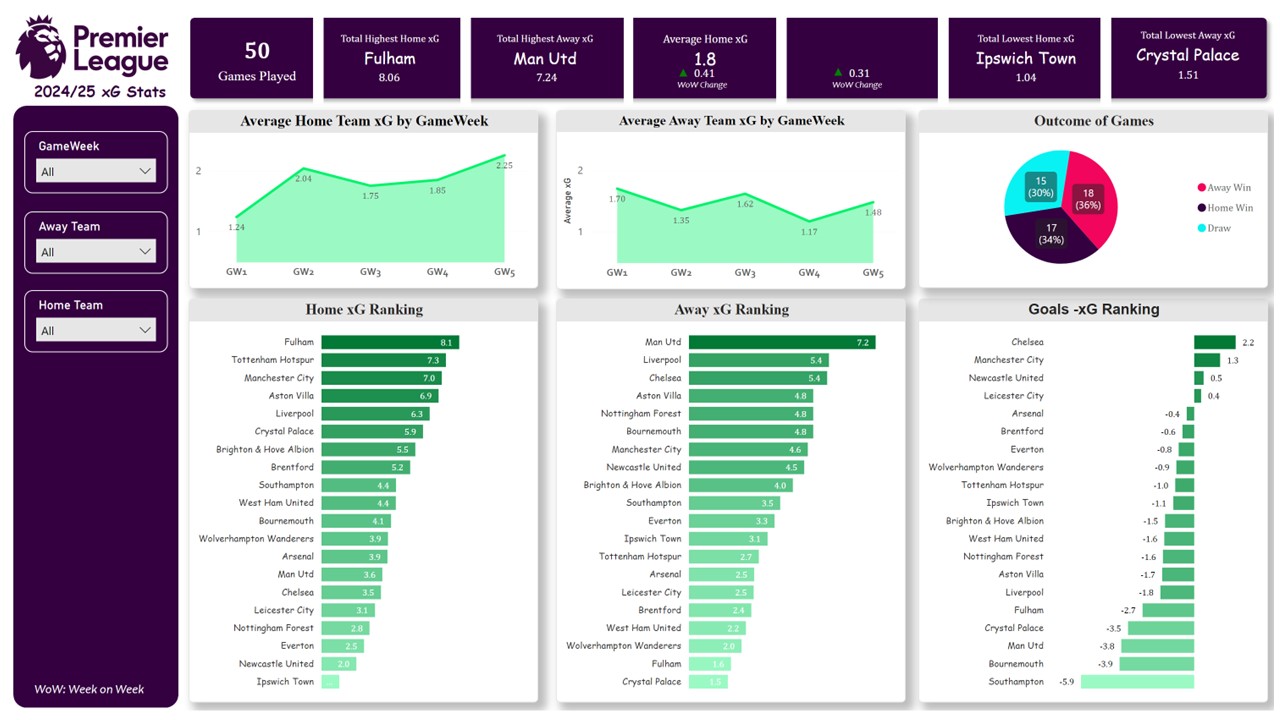 Premier
League
2024/25 xG Stats
50
Games Played
Total Highest Home xG
Fulham
8.06
Total Highest Away xG
Man Utd
7.24
Average Home xG
1.8
0.41
WoW Change
0.31
WoW Change
Total Lowest Home xG
Ipswich Town
1.04
Total Lowest Away xG
Crystal Palace
1.51
GameWeek
All
Away Team
All
Home Team
All
WoW: Week on Week
Average Home Team xG by GameWeek
2
1
1.24
2.04
1.75
1.85
2.25
GW1 GW2 GW3 GW4 GW5
Average Away Team xG by GameWeek
Average xG
2
1
1.70
1.35
1.62
1.17
1.48
GW1 GW2 GW3 GW4 GW5
Outcome of Games
15
(30%)
18
(36%)
17
(34%)
Away Win
Home Win
Draw
Home xG Ranking
Fulham 8.1
Tottenham Hotspur 7.3
Manchester City 7.0
Aston Villa 6.9
Liverpool 6.3
Crystal Palace 5.9
Brighton & Hove Albion 5.5
Brentford 5.2
Southampton 4.4
West Ham United 4.4
Bournemouth 4.1
Wolverhampton Wanderers 3.9
Arsenal 3.9
Man Utd 3.6
Chelsea 3.5
Leicester City 3.1
Nottingham Forest 2.8
Everton 2.5
Newcastle United 2.0
Ipswich Town ...
Away xG Ranking
Man Utd 7.2
Liverpool 5.4
Chelsea 5.4
Aston Villa 4.8
Nottingham Forest 4.8
Bournemouth 4.8
Manchester City 4.6
Newcastle United 4.5
Brighton & Hove Albion 4.0
Southampton 3.5
Everton 3.3
Ipswich Town 3.1
Tottenham Hotspur 2.7
Arsenal 2.5
Leicester City 2.5
Brentford 2.4
West Ham United 2.2
Wolverhampton Wanderers 2.0
Fulham 1.6
Crystal Palace 1.5
Goals -xG Ranking
Chelsea 2.2
Manchester City 1.3
Newcastle United 0.5
Leicester City 0.4
Arsenal -0.4
Brentford -0.6
Everton -0.8
Wolverhampton Wanderers -0.9
Tottenham Hotspur -1.0
Ipswich Town -1.1
Brighton & Hove Albion -1.5
West Ham United -1.6
Nottingham Forest -1.6
Aston Villa -1.7
Liverpool -1.8
Fulham -2.7
Crystal Palace -3.5
Man Utd -3.8
Bournemouth -3.9
Southampton -5.9